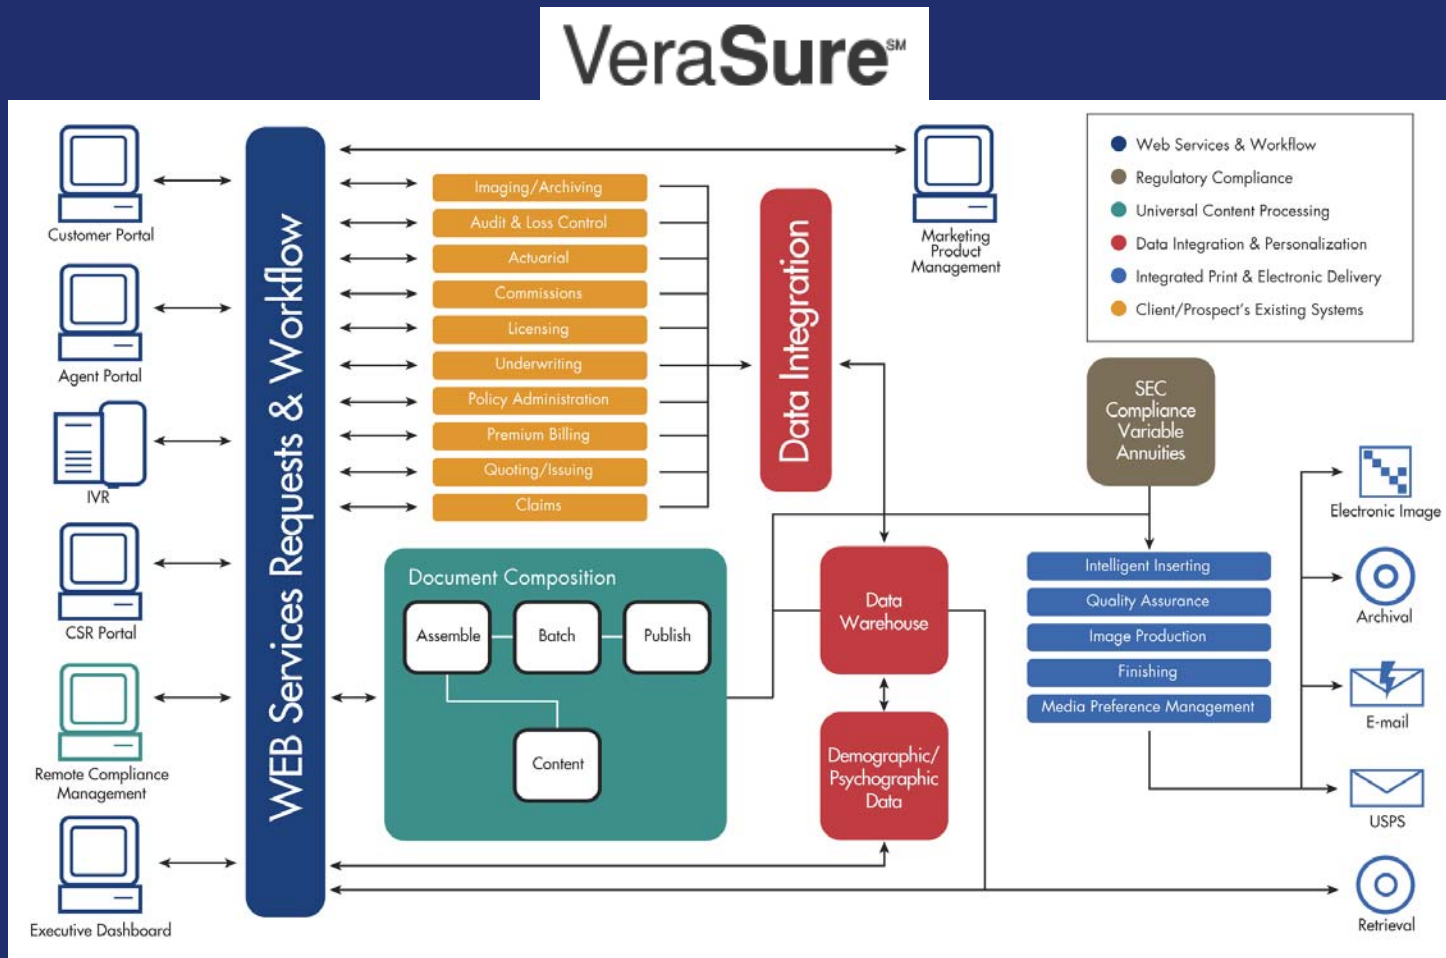 VeraSure℠
Customer Portal
Agent Portal
IVR
CSR Portal
Remote Compliance
Management
Executive Dashboard
WEB Services Requests & Workflow
Imaging/Archiving
Audit & Loss Control
Actuarial
Commissions
Licensing
Underwriting
Policy Administration
Premium Billing
Quoting/Issuing
Claims
Document Composition
Assemble
Batch
Publish
Content
Data Integration
Data
Warehouse
Demographic/
Psychographic
Data
Marketing
Product
Management
Web Services & Workflow
Regulatory Compliance
Universal Content Processing
Data Integration & Personalization
Integrated Print & Electronic Delivery
Client/Prospect's Existing Systems
SEC
Compliance
Variable
Annuities
Intelligent Inserting
Quality Assurance
Image Production
Finishing
Media Preference Management
Electronic Image
Archival
E-mail
USPS
Retrieval